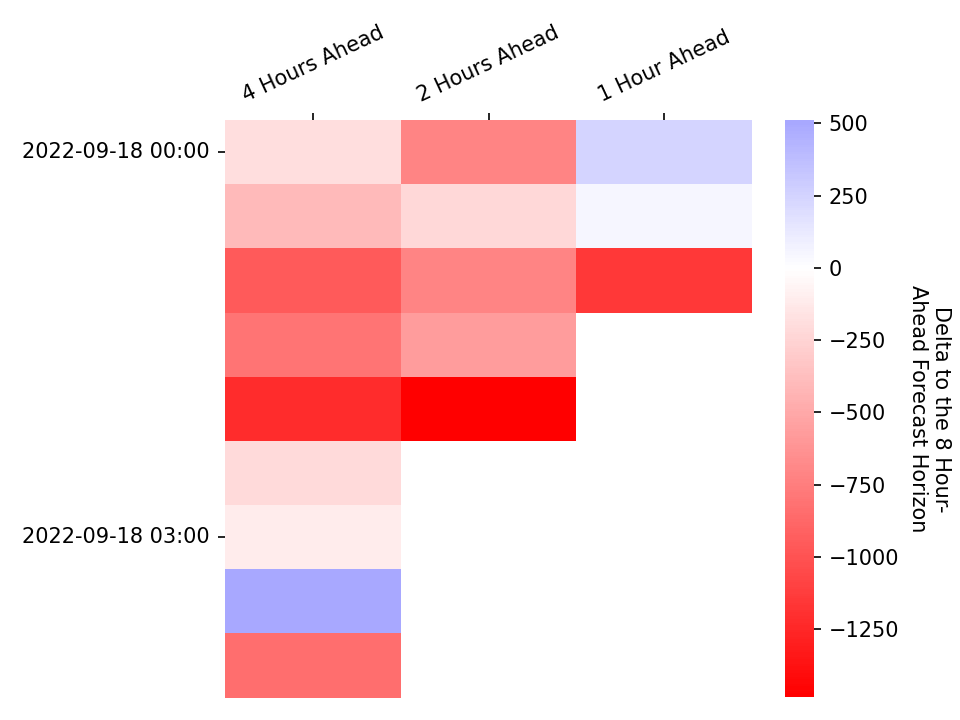 4 Hours Ahead
2 Hours Ahead
1 Hour Ahead
2022-09-18 00:00
2022-09-18 03:00
500
250
0
−250
−500
−750
−1000
−1250
Delta to the 8 Hour-
Ahead Forecast Horizon